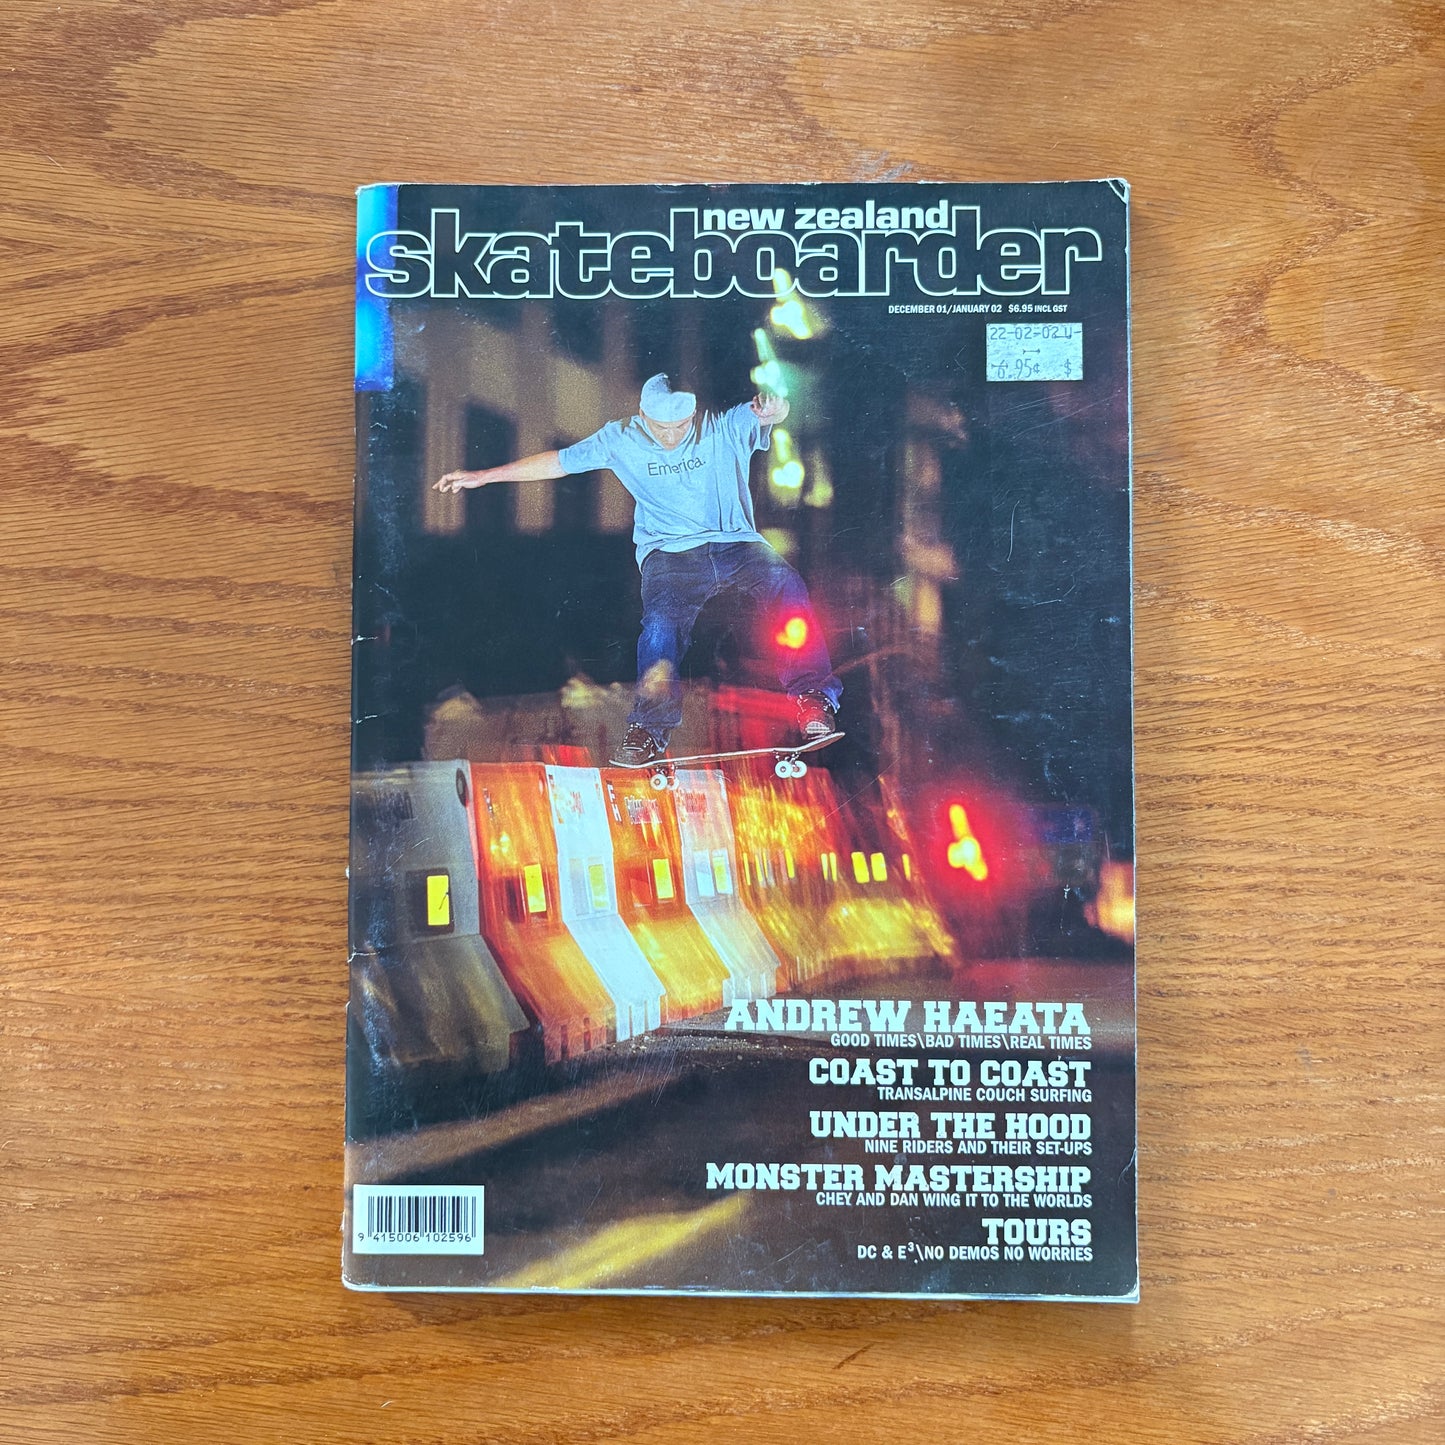 new zealand
skateboarder
DECEMBER 01/JANUARY 02 $6.95 INCL GST
22-02-02
6.95¢ $
Emerica.
ANDREW HAEATA
GOOD TIMES\BAD TIMES\REAL TIMES
COAST TO COAST
TRANSALPINE COUCH SURFING
UNDER THE HOOD
NINE RIDERS AND THEIR SET-UPS
MONSTER MASTERSHIP
CHEY AND DAN WING IT TO THE WORLDS
TOURS
DC & E³\NO DEMOS NO WORRIES
9 415006 102596